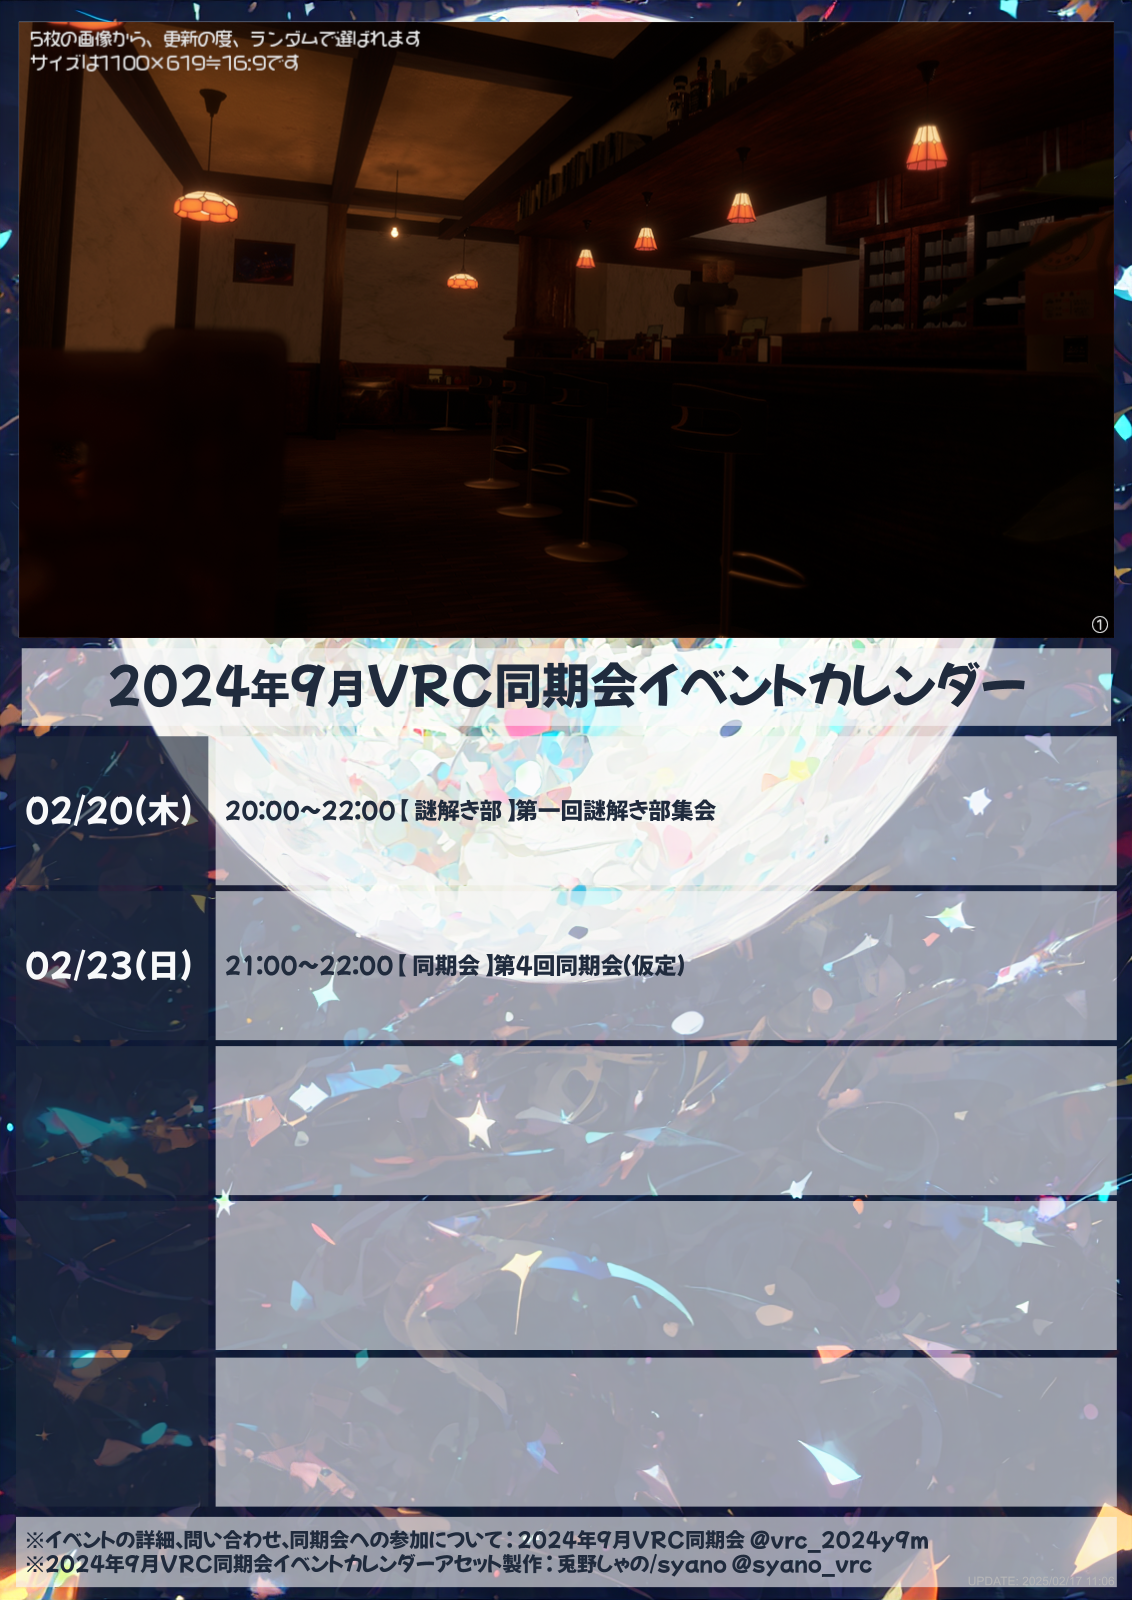 5枚の画像から、更新の度、ランダムで選ばれます
サイズは1100×619≒16:9です
①
2024年9月VRC同期会イベントカレンダー
02/20(木)
20:00～22:00【 謎解き部 】第一回謎解き部集会
02/23(日)
21:00～22:00【 同期会 】第4回同期会(仮定)
※イベントの詳細、問い合わせ、同期会への参加について：2024年9月VRC同期会 @vrc_2024y9m
※2024年9月VRC同期会イベントカレンダーアセット製作：兎野しゃの/syano @syano_vrc
UPDATE: 2025/02/17 11:06